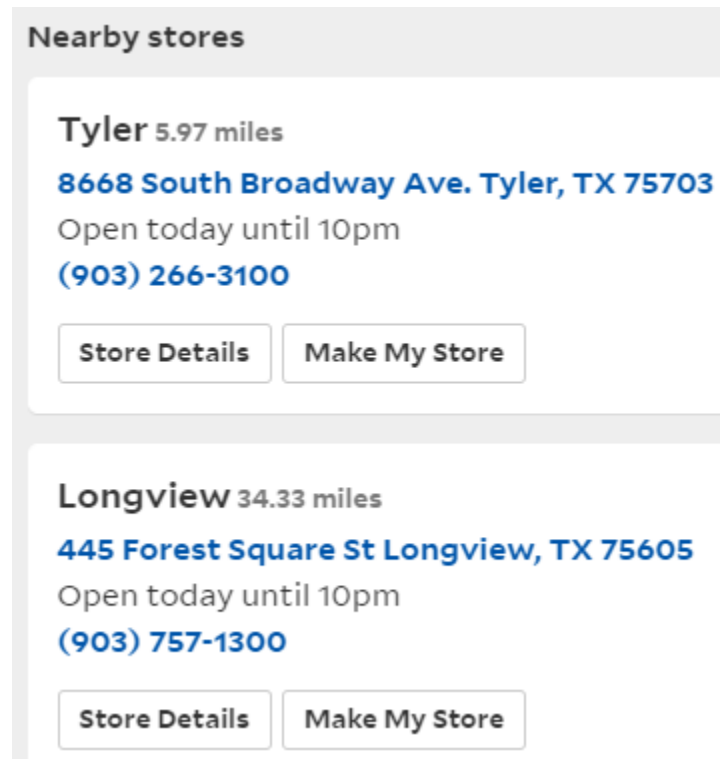 Nearby stores
Tyler 5.97 miles
8668 South Broadway Ave. Tyler, TX 75703
Open today until 10pm
(903) 266-3100
Store Details Make My Store
Longview 34.33 miles
445 Forest Square St Longview, TX 75605
Open today until 10pm
(903) 757-1300
Store Details Make My Store